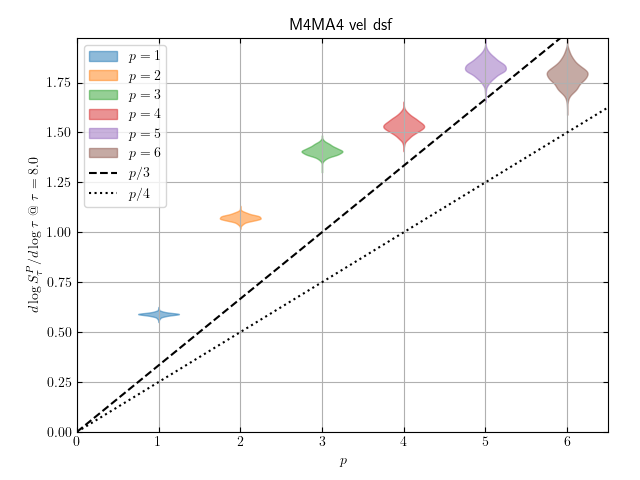 M4MA4 vel dsf
p = 1
p = 2
p = 3
p = 4
p = 5
p = 6
p/3
p/4
d log S_τ^P / d log τ @ τ = 8.0
1.75
1.50
1.25
1.00
0.75
0.50
0.25
0.00
0 1 2 3 4 5 6
p